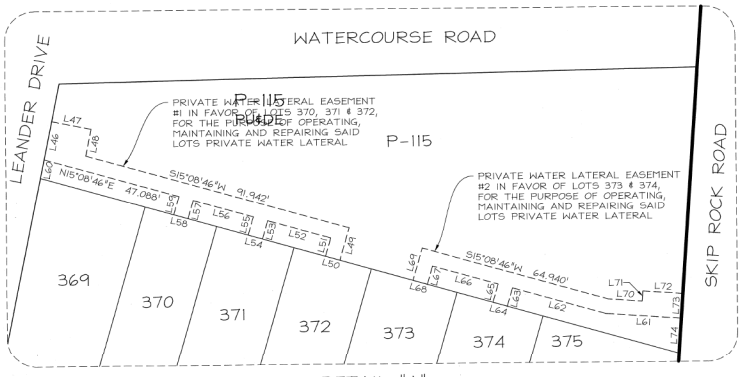 WATERCOURSE ROAD
LEANDER DRIVE
SKIP ROCK ROAD
P-115
PU&DE
PRIVATE WATER LATERAL EASEMENT
#1 IN FAVOR OF LOTS 370, 371 & 372,
FOR THE PURPOSE OF OPERATING,
MAINTAINING AND REPAIRING SAID
LOTS PRIVATE WATER LATERAL
P-115
PRIVATE WATER LATERAL EASEMENT
#2 IN FAVOR OF LOTS 373 & 374,
FOR THE PURPOSE OF OPERATING,
MAINTAINING AND REPAIRING SAID
LOTS PRIVATE WATER LATERAL
L47
L46
L48
L60
N15°08'46"E 47.088'
S15°08'46"W 91.942'
L59
L58
L57
L56
L55
L54
L53
L52
L51
L50
L49
S15°08'46"W 64.940'
L69
L68
L67
L66
L65
L64
L63
L62
L61
L71
L70
L72
L73
L74
369
370
371
372
373
374
375